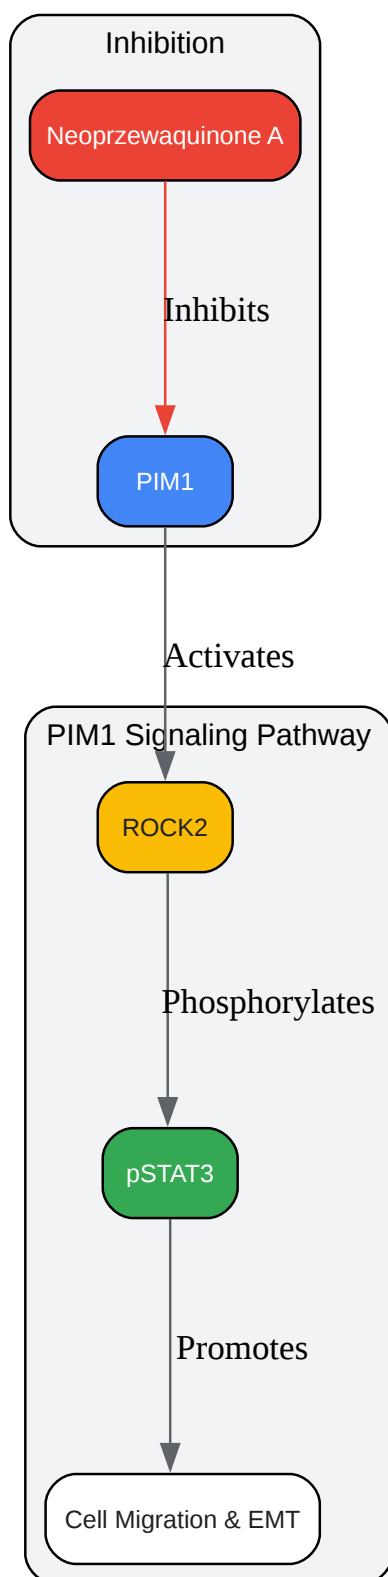 Inhibition
Neoprzewaquinone A
Inhibits
PIM1
Activates
PIM1 Signaling Pathway
ROCK2
Phosphorylates
pSTAT3
Promotes
Cell Migration & EMT